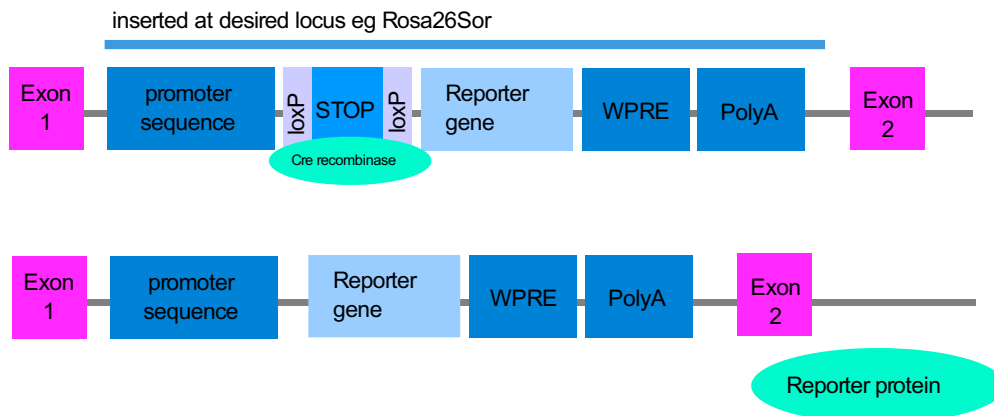 inserted at desired locus eg Rosa26Sor
Exon
1
promoter
sequence
loxP
STOP
loxP
Reporter
gene
WPRE
PolyA
Exon
2
Cre recombinase
Exon
1
promoter
sequence
Reporter
gene
WPRE
PolyA
Exon
2
Reporter protein